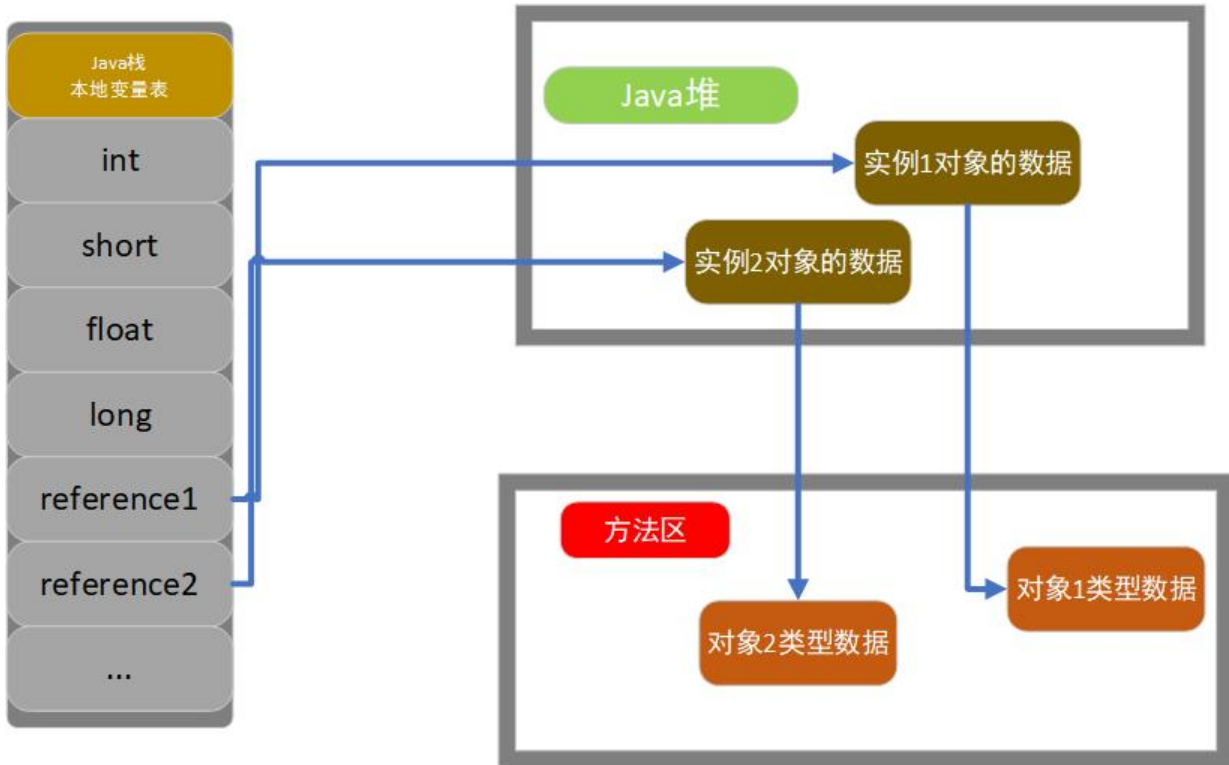 Java栈
本地变量表
int
short
float
long
reference1
reference2
...
Java堆
实例1对象的数据
实例2对象的数据
方法区
对象1类型数据
对象2类型数据